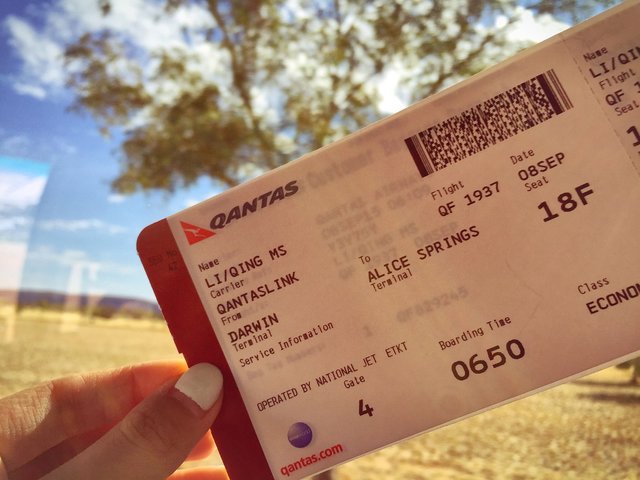 QANTAS
Name
LI/QING MS
Carrier
QANTASLINK
From
DARWIN
Terminal
Service Information
OPERATED BY NATIONAL JET ETKT
Gate
4
To
ALICE SPRINGS
Terminal
Flight
QF 1937
Date
08SEP
Seat
18F
Boarding Time
0650
Class
ECONO
qantas.com
Name
LI/QING
Flight
QF 1
Seat
1